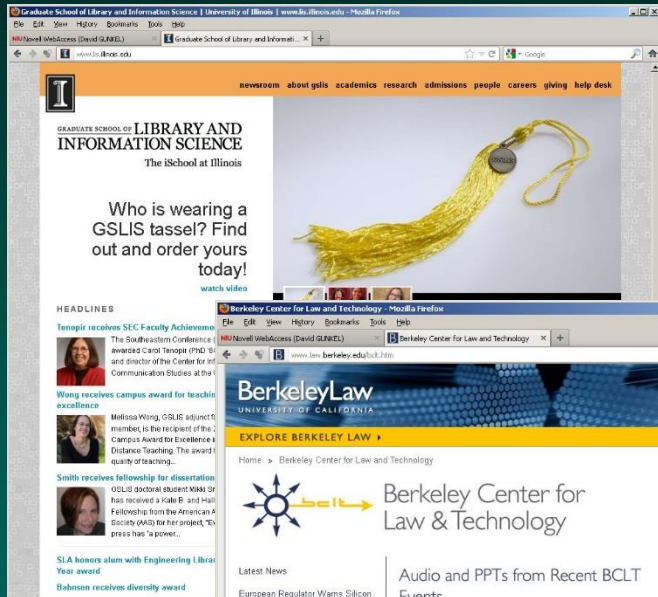 Graduate School of Library and Information Science | University of Illinois | www.lis.illinois.edu - Mozilla Firefox
File Edit View History Bookmarks Tools Help
NIU Novell WebAccess (David GUNKEL) Graduate School of Library and Informati...
www.lis.illinois.edu Google
newsroom about gslis academics research admissions people careers giving help desk
I
GRADUATE SCHOOL OF LIBRARY AND
INFORMATION SCIENCE
The iSchool at Illinois
Who is wearing a
GSLIS tassel? Find
out and order yours
today!
watch video
HEADLINES
Tenopir receives SEC Faculty Achieveme
The Southeastern Conference
awarded Carol Tenopir (PhD
and director of the Center for
Communication Studies at the
Wong receives campus award for teachin
excellence
Melissa Wong, GSLIS adjunct
member, is the recipient of the
Campus Award for Excellence
Distance Teaching. The award
quality of teaching...
Smith receives fellowship for dissertation
GSLIS doctoral student Mikki
has received a Kate B. and Hall
Fellowship from the American
Society (AAS) for her project,
press has "a power...
SLA honors alum with Engineering Librar
Year award
Bahnsen receives diversity award
Berkeley Center for Law and Technology - Mozilla Firefox
File Edit View History Bookmarks Tools Help
NIU Novell WebAccess (David GUNKEL) Berkeley Center for Law and Technology
www.law.berkeley.edu/bclt.htm
BerkeleyLaw
UNIVERSITY OF CALIFORNIA
EXPLORE BERKELEY LAW
Home » Berkeley Center for Law and Technology
bclt
Berkeley Center for
Law & Technology
Latest News
European Regulator Warns Silicon
Audio and PPTs from Recent BCLT
Events